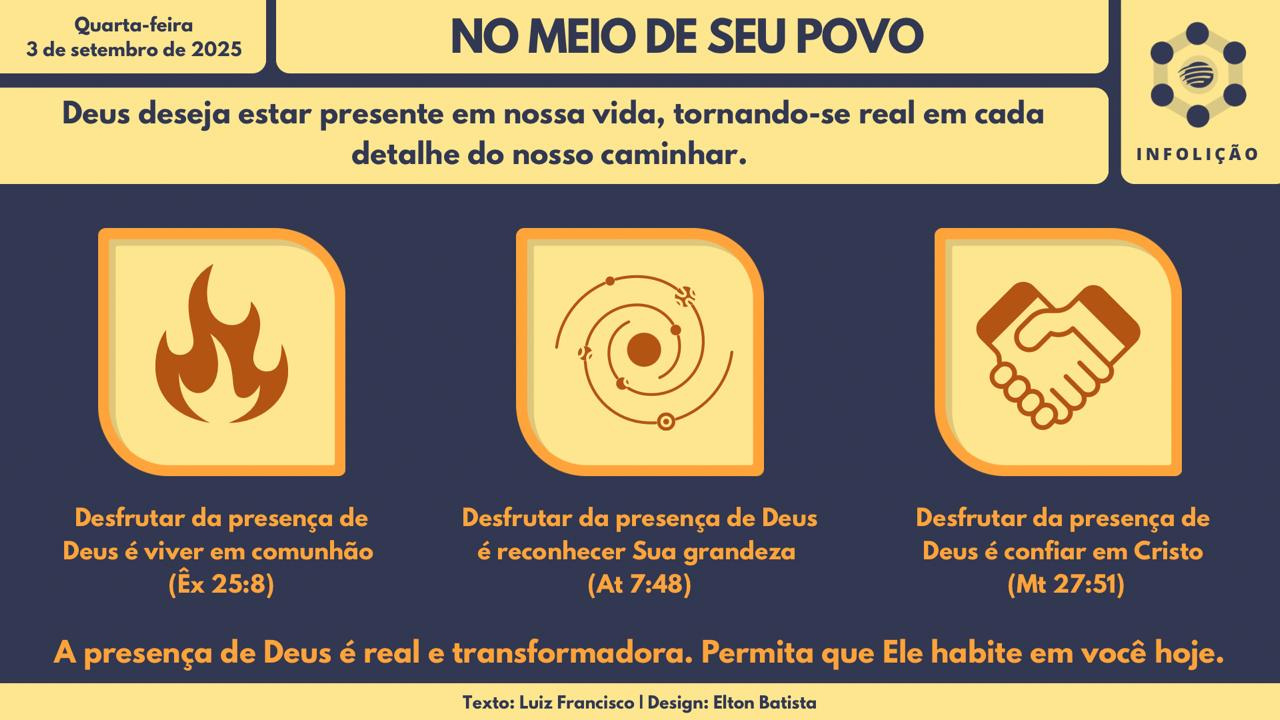 Quarta-feira
3 de setembro de 2025
NO MEIO DE SEU POVO
INFOLIÇÃO
Deus deseja estar presente em nossa vida, tornando-se real em cada
detalhe do nosso caminhar.
Desfrutar da presença de
Deus é viver em comunhão
(Êx 25:8)
Desfrutar da presença de Deus
é reconhecer Sua grandeza
(At 7:48)
Desfrutar da presença de
Deus é confiar em Cristo
(Mt 27:51)
A presença de Deus é real e transformadora. Permita que Ele habite em você hoje.
Texto: Luiz Francisco | Design: Elton Batista